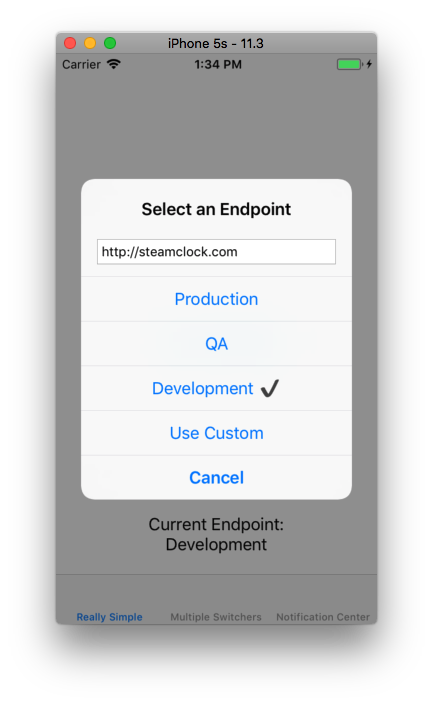 iPhone 5s - 11.3
Carrier 1:34 PM
Select an Endpoint
http://steamclock.com
Production
QA
Development ✔
Use Custom
Cancel
Current Endpoint:
Development
Really Simple Multiple Switchers Notification Center